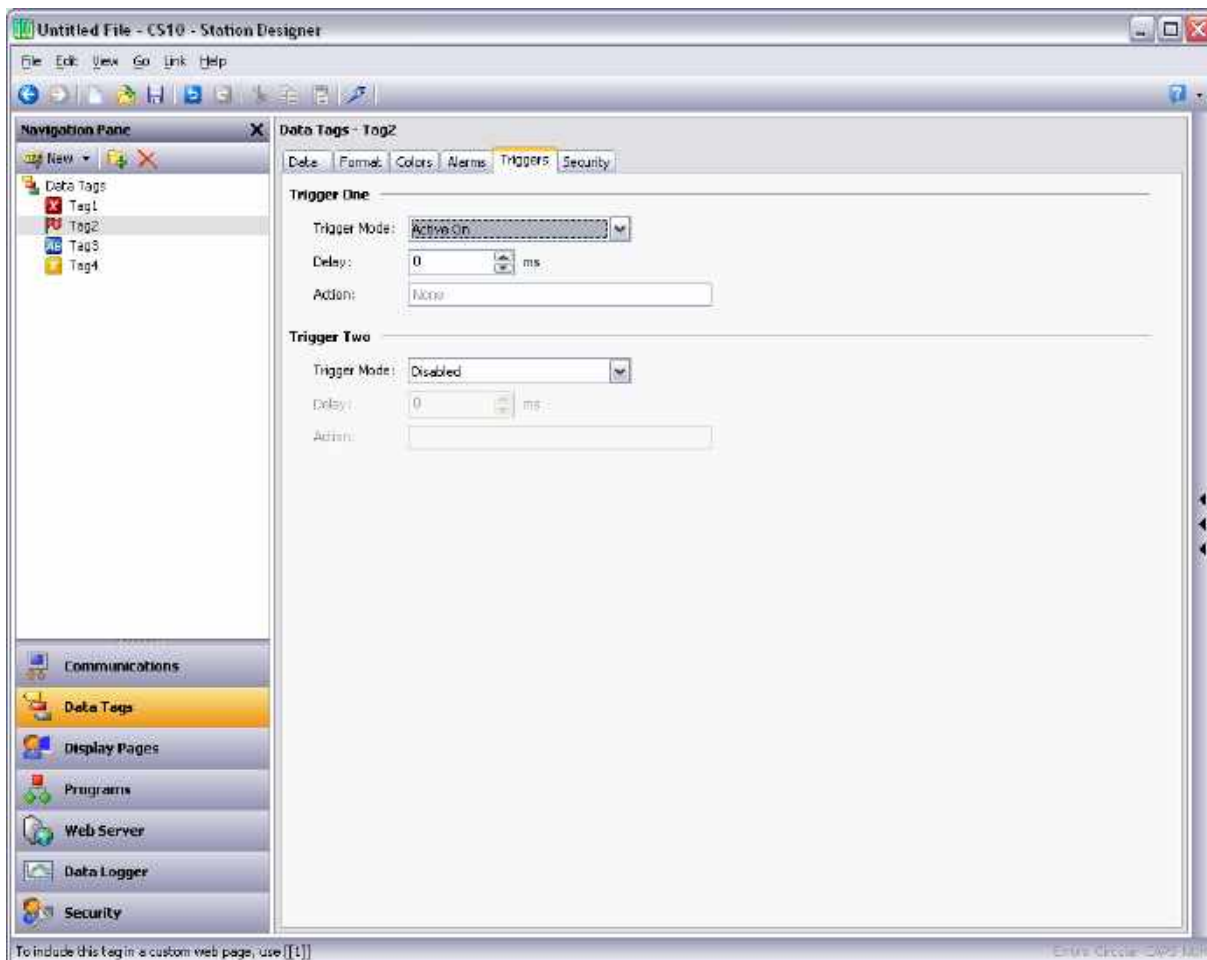 Untitled File - CS10 - Station Designer
File Edit View Go Link Help
Navigation Pane
New
Data Tags
Tag1
Tag2
Tag3
Tag4
Communications
Data Tags
Display Pages
Programs
Web Server
Data Logger
Security
Data Tags - Tag2
Data Format Colors Alarms Triggers Security
Trigger One
Trigger Mode: Active On
Delay: 0 ms
Action: None
Trigger Two
Trigger Mode: Disabled
Delay: 0 ms
Action:
To include this tag in a custom web page, use [[1]]